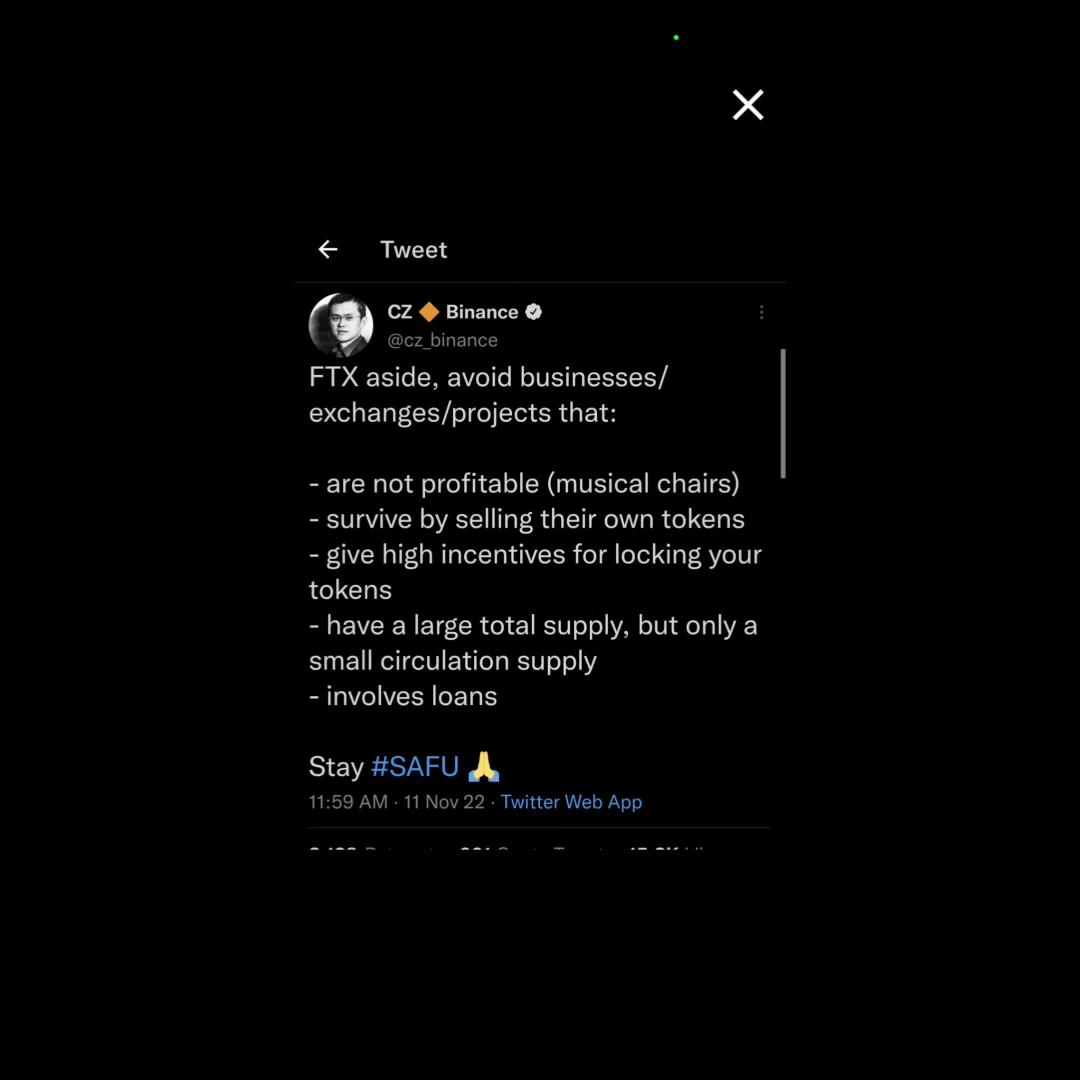 Tweet
CZ 🔶 Binance
@cz_binance
FTX aside, avoid businesses/
exchanges/projects that:
- are not profitable (musical chairs)
- survive by selling their own tokens
- give high incentives for locking your
tokens
- have a large total supply, but only a
small circulation supply
- involves loans
Stay #SAFU 🙏
11:59 AM · 11 Nov 22 · Twitter Web App